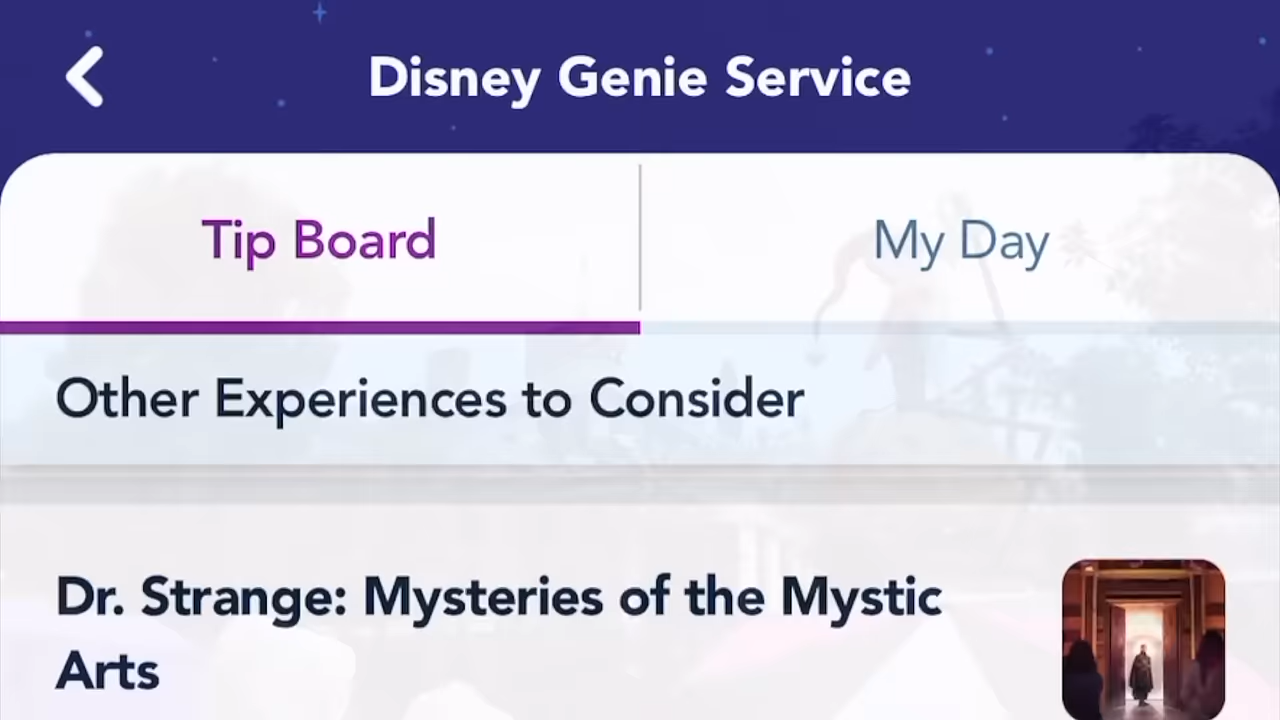 Disney Genie Service
Tip Board
My Day
Other Experiences to Consider
Dr. Strange: Mysteries of the Mystic
Arts